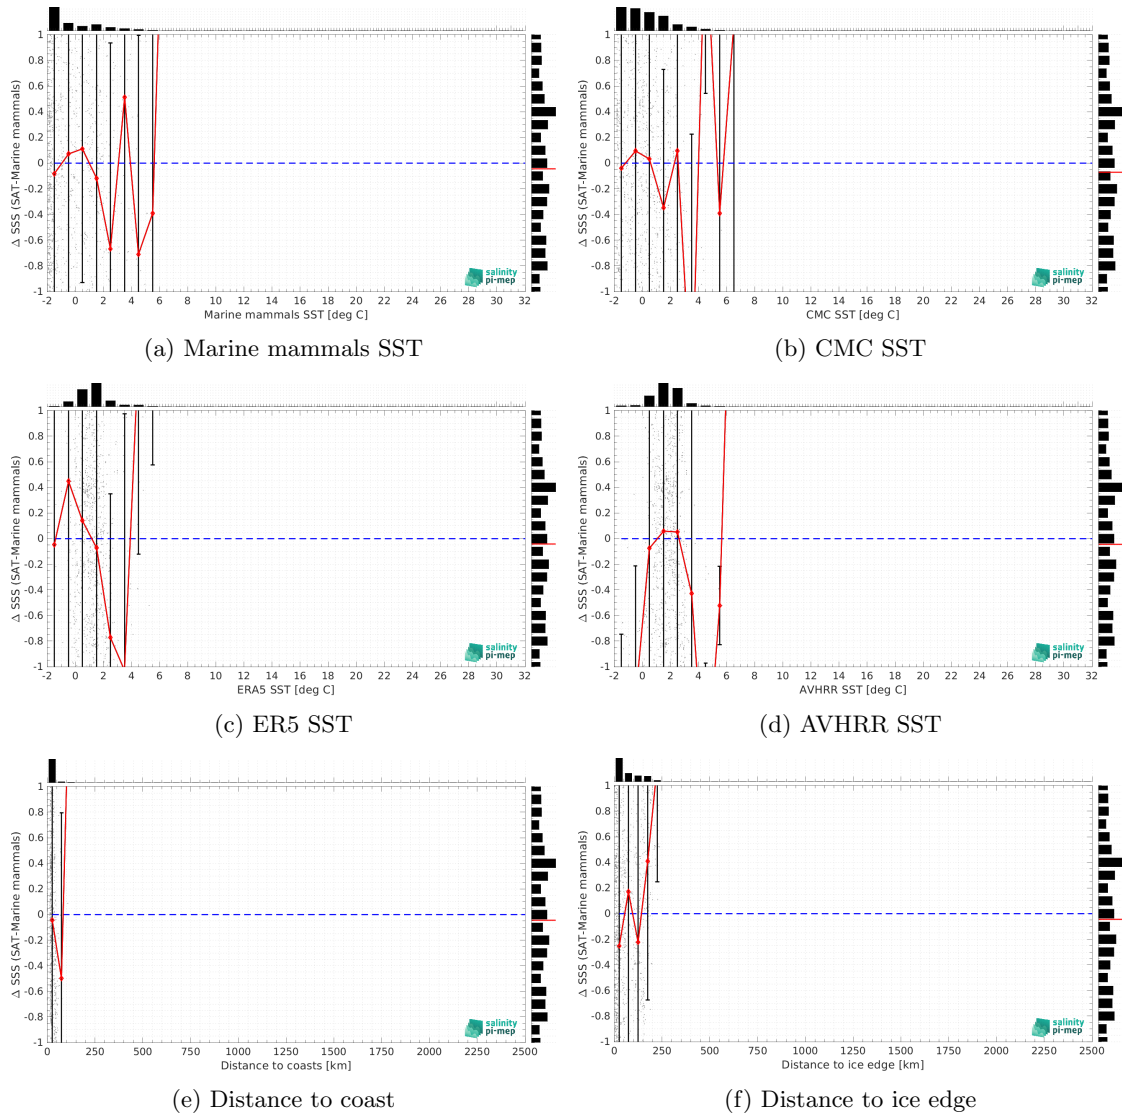 1
0.8
0.6
0.4
0.2
0
-0.2
-0.4
-0.6
-0.8
-1
Δ SSS (SAT-Marine mammals)
-2 0 2 4 6 8 10 12 14 16 18 20 22 24 26 28 30 32
Marine mammals SST [deg C]
salinity
pi-mep
(a) Marine mammals SST
1
0.8
0.6
0.4
0.2
0
-0.2
-0.4
-0.6
-0.8
-1
Δ SSS (SAT-Marine mammals)
-2 0 2 4 6 8 10 12 14 16 18 20 22 24 26 28 30 32
CMC SST [deg C]
salinity
pi-mep
(b) CMC SST
1
0.8
0.6
0.4
0.2
0
-0.2
-0.4
-0.6
-0.8
-1
Δ SSS (SAT-Marine mammals)
-2 0 2 4 6 8 10 12 14 16 18 20 22 24 26 28 30 32
ERA5 SST [deg C]
salinity
pi-mep
(c) ER5 SST
1
0.8
0.6
0.4
0.2
0
-0.2
-0.4
-0.6
-0.8
-1
Δ SSS (SAT-Marine mammals)
-2 0 2 4 6 8 10 12 14 16 18 20 22 24 26 28 30 32
AVHRR SST [deg C]
salinity
pi-mep
(d) AVHRR SST
1
0.8
0.6
0.4
0.2
0
-0.2
-0.4
-0.6
-0.8
-1
Δ SSS (SAT-Marine mammals)
0 250 500 750 1000 1250 1500 1750 2000 2250 2500
Distance to coasts [km]
salinity
pi-mep
(e) Distance to coast
1
0.8
0.6
0.4
0.2
0
-0.2
-0.4
-0.6
-0.8
-1
Δ SSS (SAT-Marine mammals)
0 250 500 750 1000 1250 1500 1750 2000 2250 2500
Distance to ice edge [km]
salinity
pi-mep
(f) Distance to ice edge